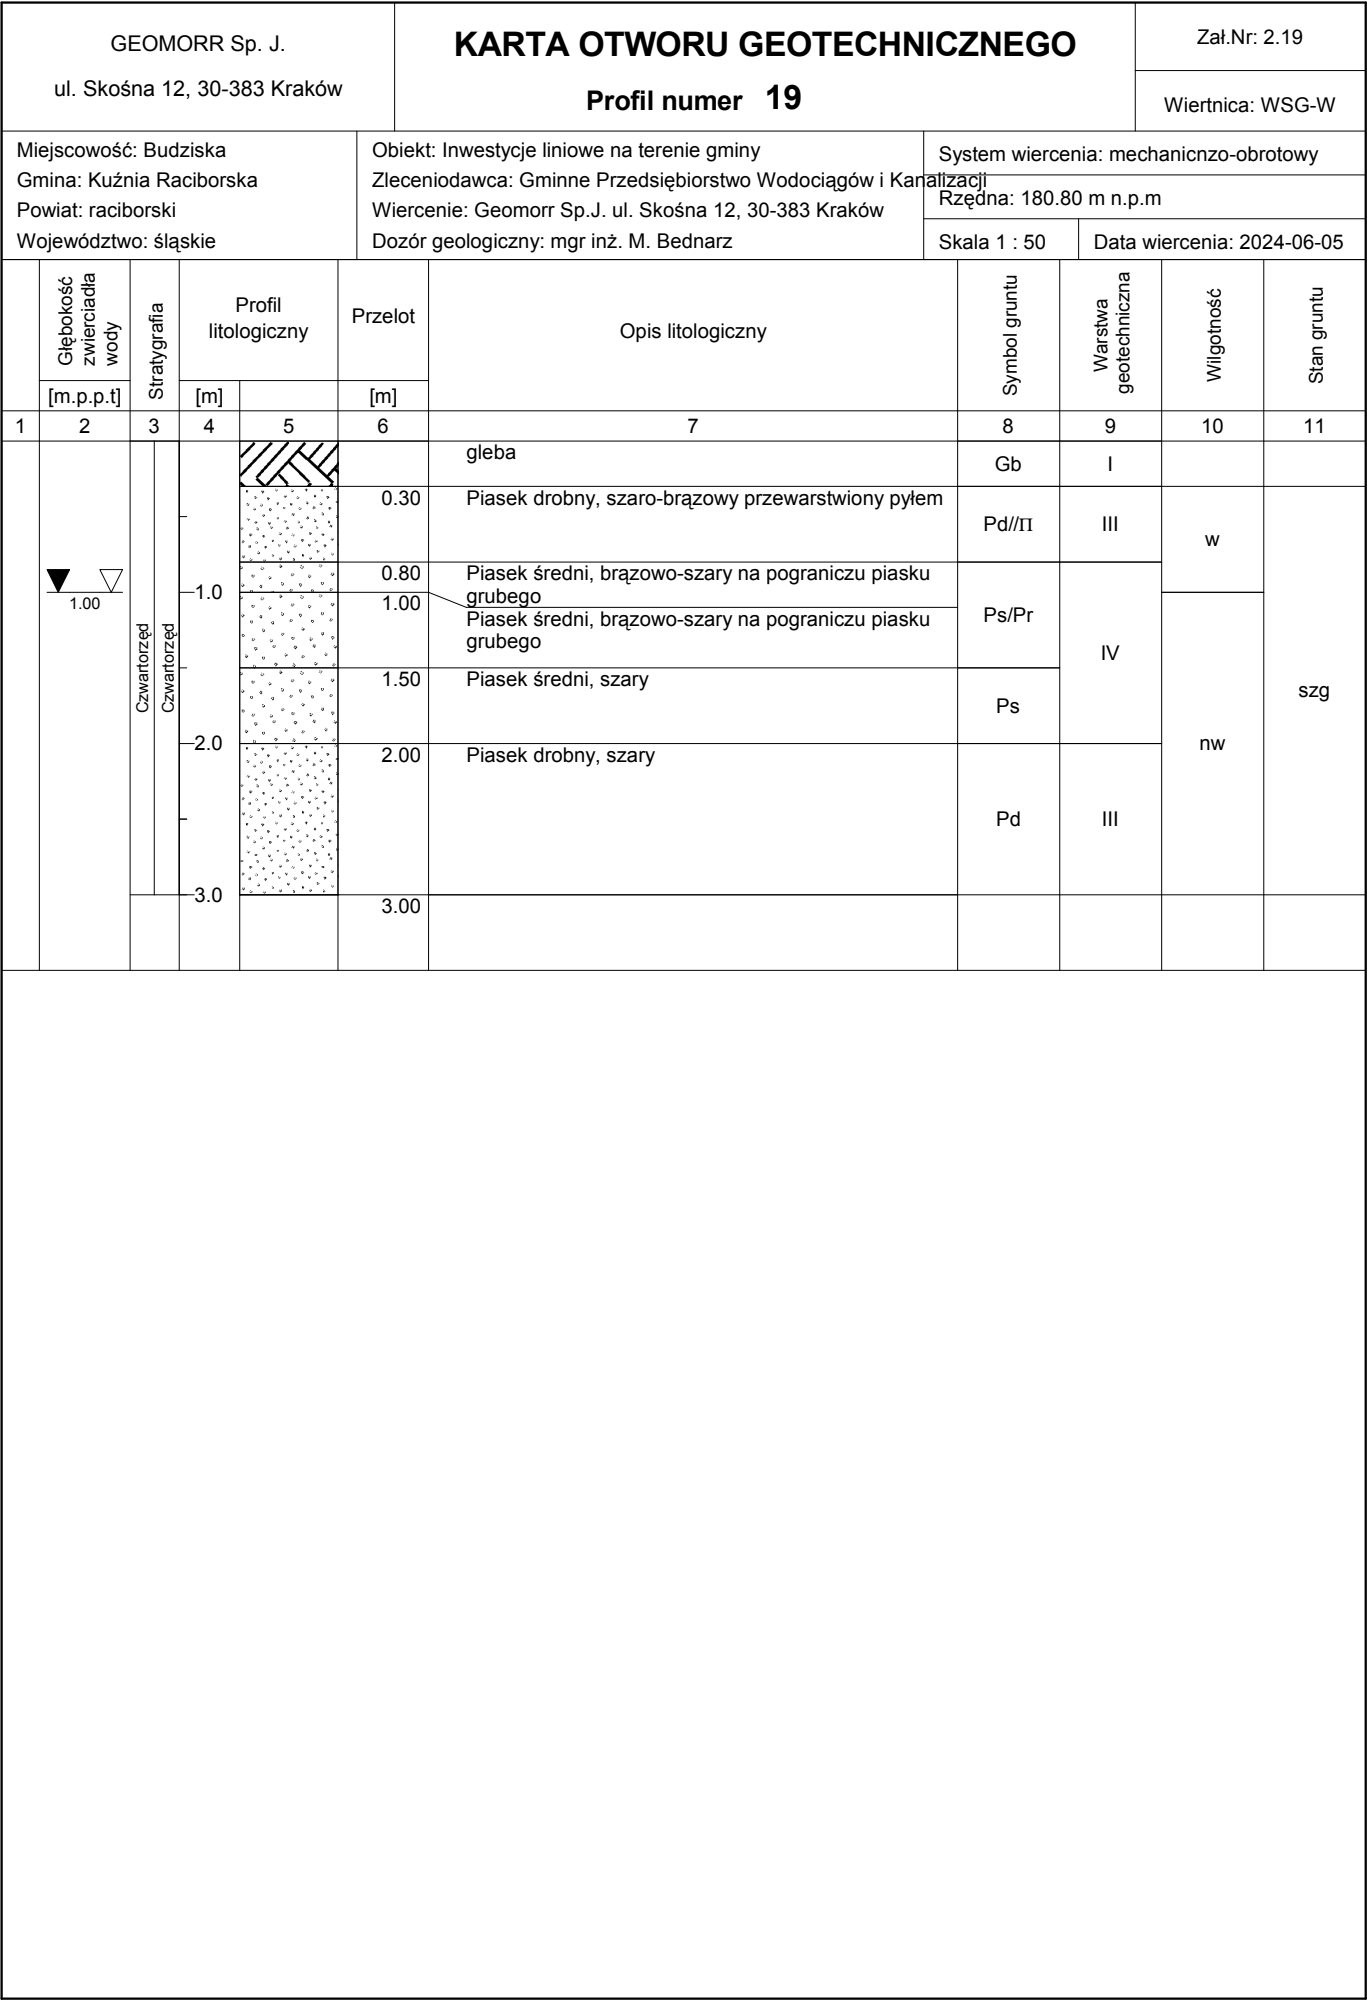 GEOMORR Sp. J.
ul. Skośna 12, 30-383 Kraków
KARTA OTWORU GEOTECHNICZNEGO
Profil numer 19
Zał.Nr: 2.19
Wiertnica: WSG-W
Miejscowość: Budziska
Gmina: Kuźnia Raciborska
Powiat: raciborski
Województwo: śląskie
Obiekt: Inwestycje liniowe na terenie gminy
Zleceniodawca: Gminne Przedsiębiorstwo Wodociągów i Kanalizacji
Wiercenie: Geomorr Sp.J. ul. Skośna 12, 30-383 Kraków
Dozór geologiczny: mgr inż. M. Bednarz
System wiercenia: mechanicnzo-obrotowy
Rzędna: 180.80 m n.p.m
Skala 1 : 50
Data wiercenia: 2024-06-05
Głębokość
zwierciadła
wody
[m.p.p.t]
Stratygrafia
Profil
litologiczny
[m]
Przelot
[m]
Opis litologiczny
Symbol gruntu
Warstwa
geotechniczna
Wilgotność
Stan gruntu
1 2 3 4 5 6 7 8 9 10 11
gleba
Gb I
0.30 Piasek drobny, szaro-brązowy przewarstwiony pyłem
Pd//Π III
w
0.80 Piasek średni, brązowo-szary na pograniczu piasku
grubego
1.00
1.0
1.00 Piasek średni, brązowo-szary na pograniczu piasku
grubego
Ps/Pr
IV
Czwartorzęd
Czwartorzęd
1.50 Piasek średni, szary
Ps
szg
nw
2.0
2.00 Piasek drobny, szary
Pd III
3.0
3.00